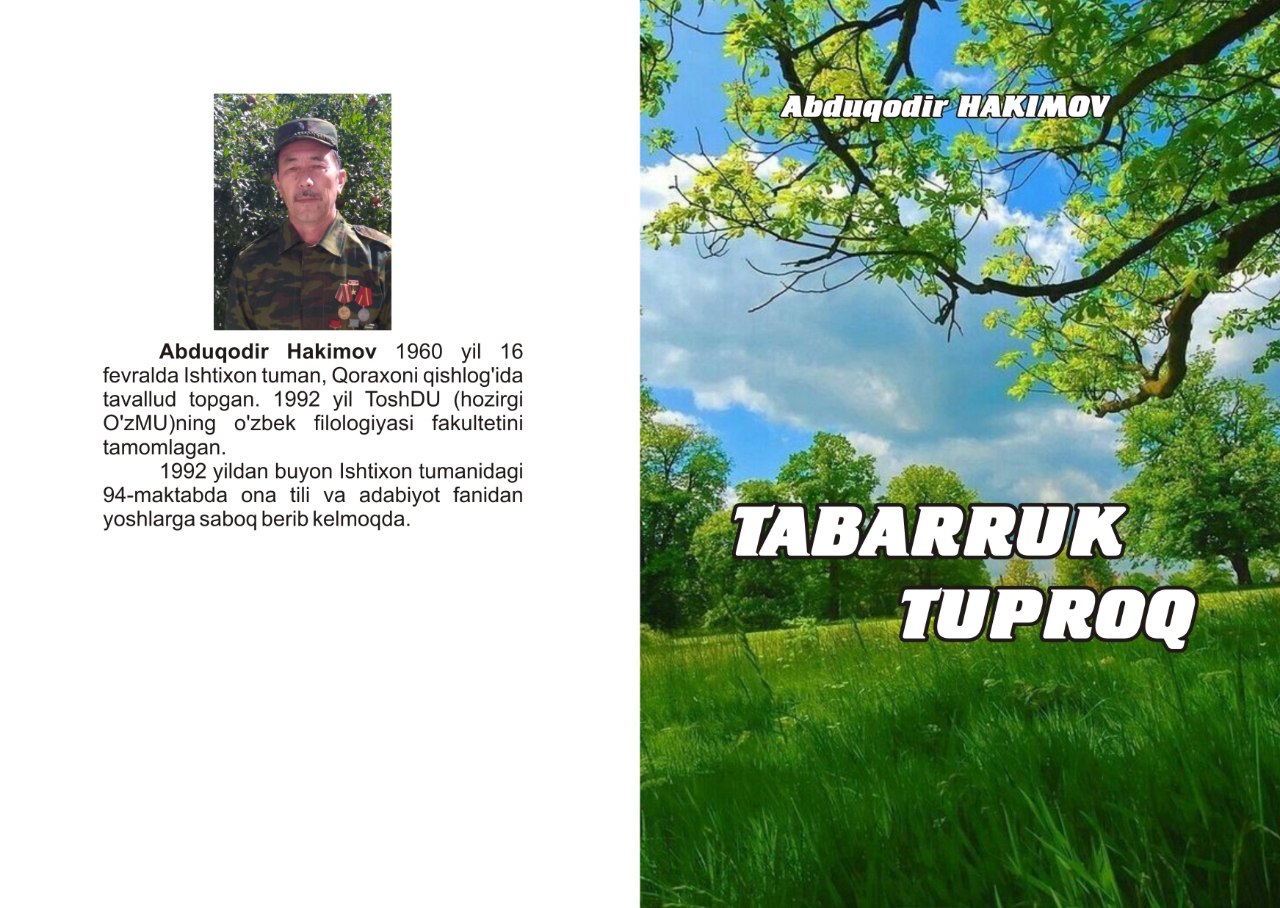 Abduqodir Hakimov 1960 yil 16
fevralda Ishtixon tuman, Qoraxoni qishlog'ida
tavallud topgan. 1992 yil ToshDU (hozirgi
O'zMU)ning o'zbek filologiyasi fakultetini
tamomlagan.
1992 yildan buyon Ishtixon tumanidagi
94-maktabda ona tili va adabiyot fanidan
yoshlarga saboq berib kelmoqda.
Abduqodir HAKIMOV
TABARRUK
TUPROQ